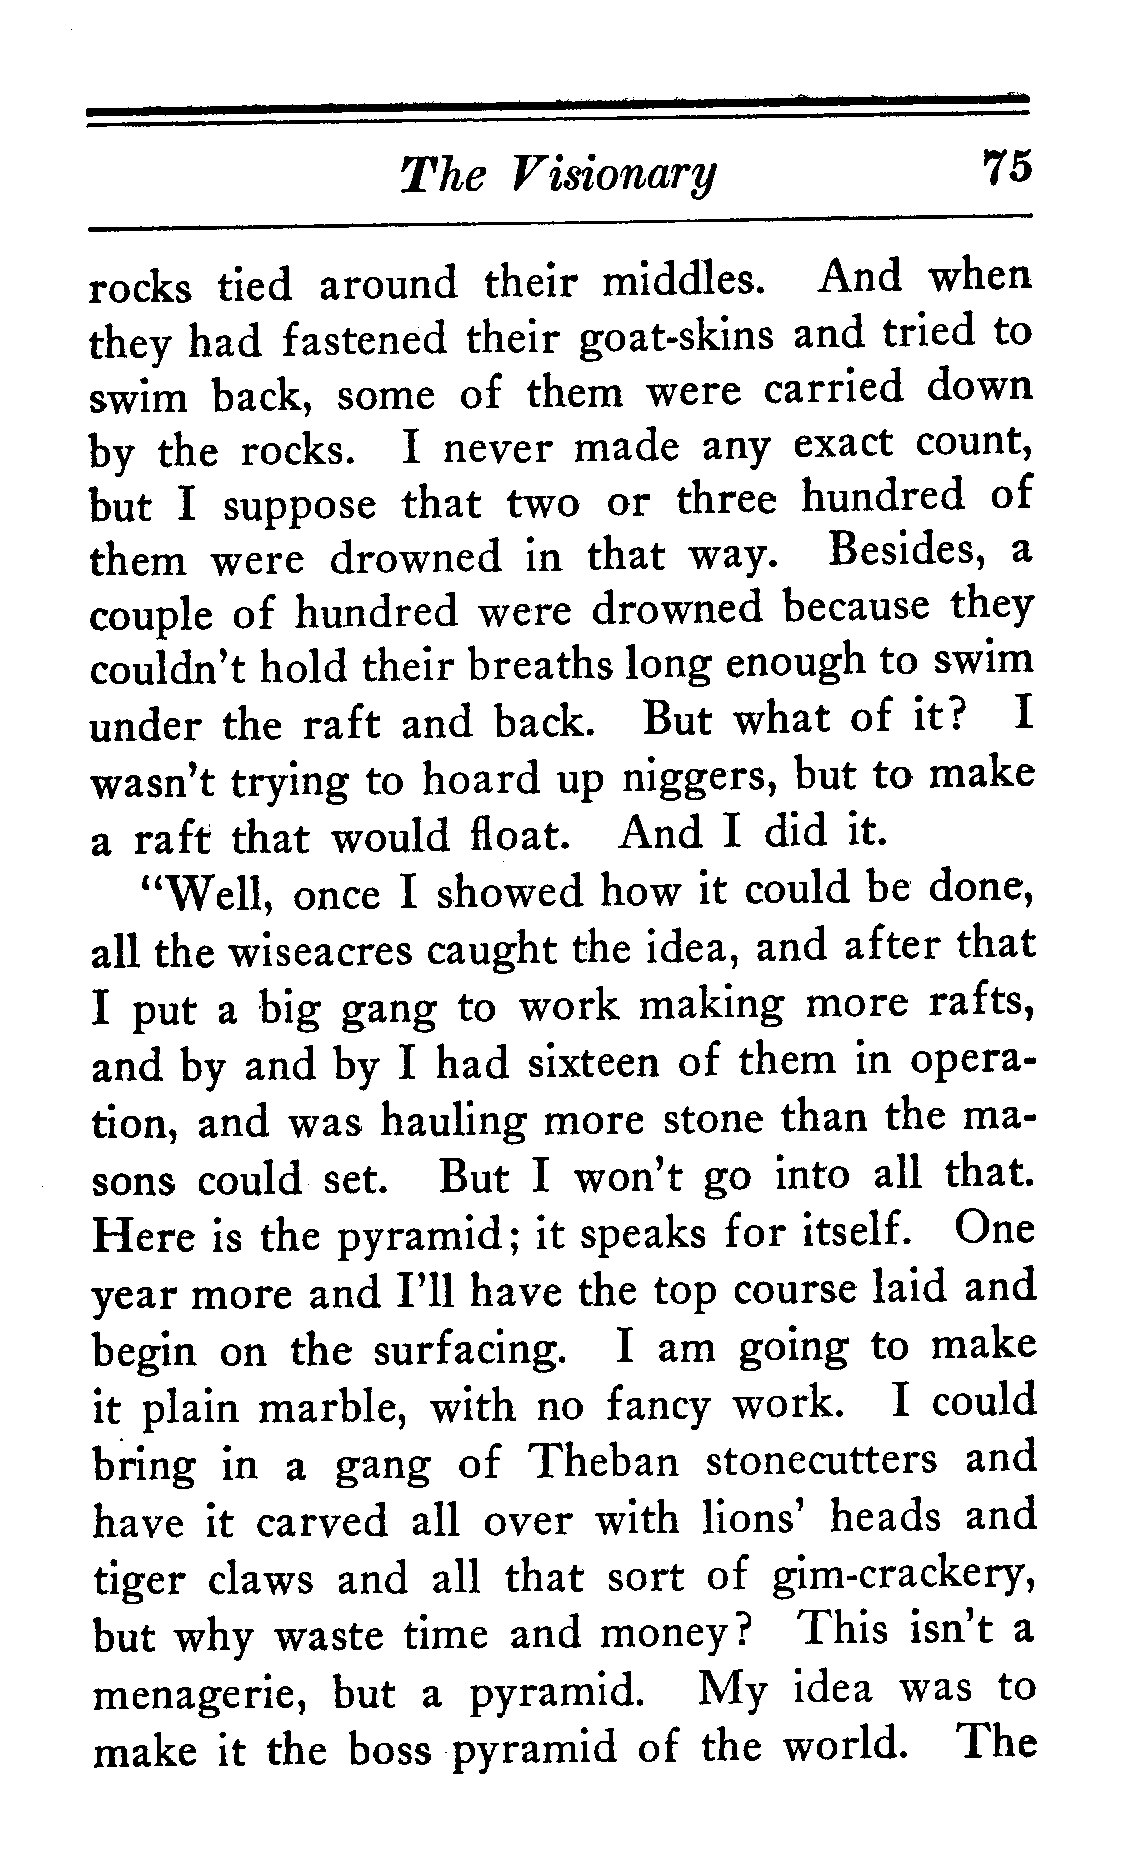 The Visionary 75
rocks tied around their middles. And when
they had fastened their goat-skins and tried to
swim back, some of them were carried down
by the rocks. I never made any exact count,
but I suppose that two or three hundred of
them were drowned in that way. Besides, a
couple of hundred were drowned because they
couldn't hold their breaths long enough to swim
under the raft and back. But what of it? I
wasn't trying to hoard up niggers, but to make
a raft that would float. And I did it.
"Well, once I showed how it could be done,
all the wiseacres caught the idea, and after that
I put a big gang to work making more rafts,
and by and by I had sixteen of them in opera-
tion, and was hauling more stone than the ma-
sons could set. But I won't go into all that.
Here is the pyramid; it speaks for itself. One
year more and I'll have the top course laid and
begin on the surfacing. I am going to make
it plain marble, with no fancy work. I could
bring in a gang of Theban stonecutters and
have it carved all over with lions' heads and
tiger claws and all that sort of gim-crackery,
but why waste time and money? This isn't a
menagerie, but a pyramid. My idea was to
make it the boss pyramid of the world. The